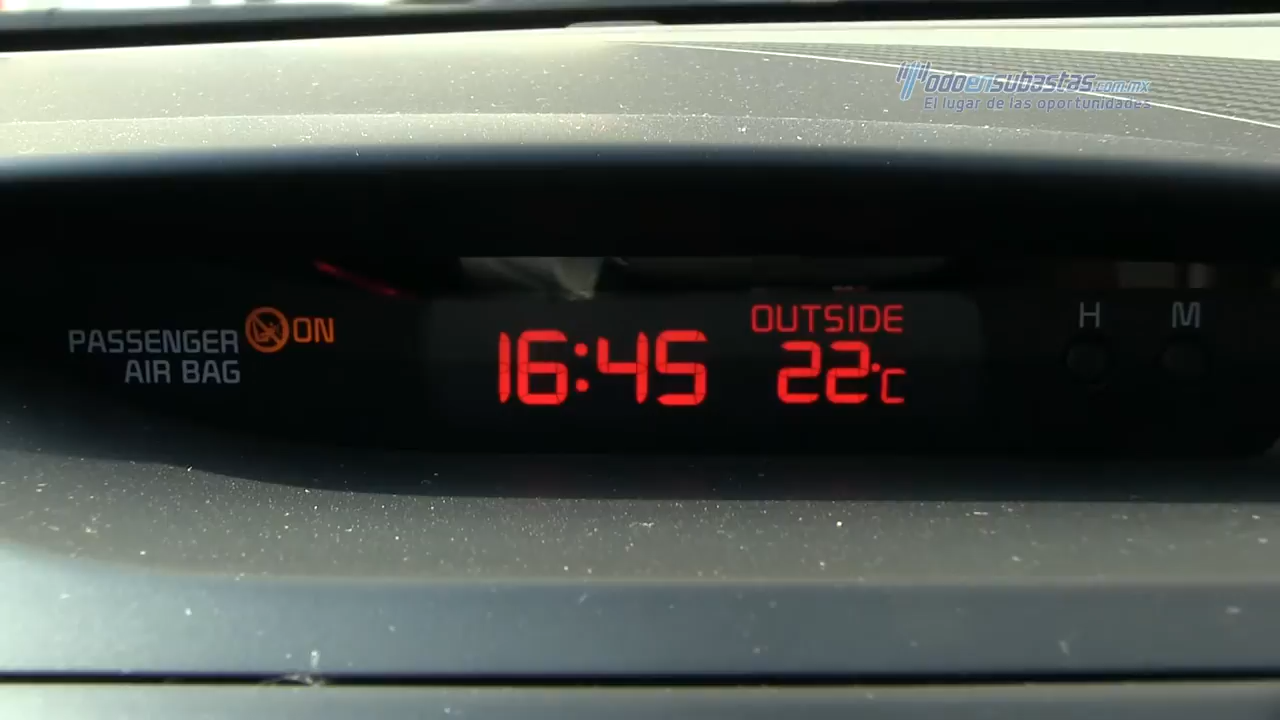 TodoenSubastas.com.mx
El lugar de las oportunidades
PASSENGER AIR BAG
ON
16:45
OUTSIDE
22°C
H
M